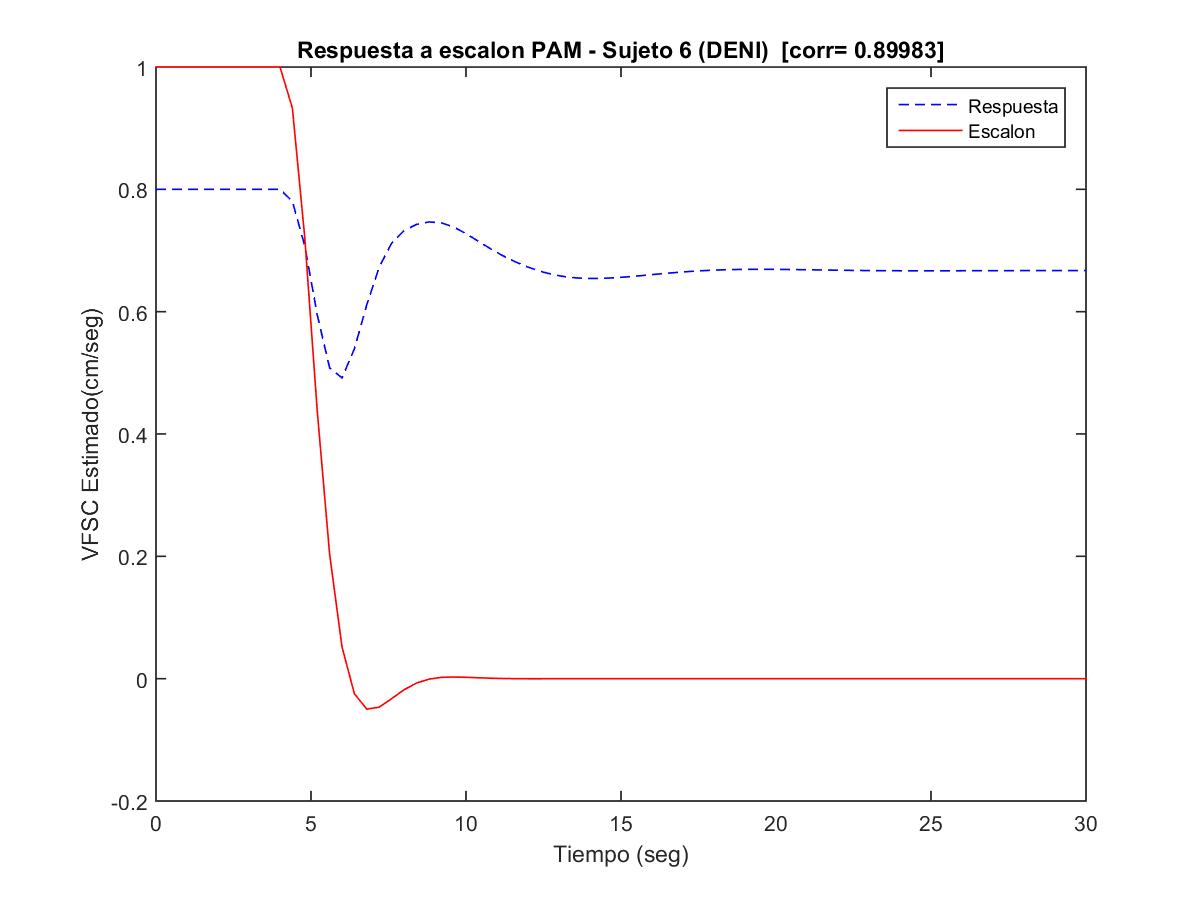 Respuesta a escalon PAM - Sujeto 6 (DENI)  [corr= 0.89983]
Respuesta
Escalon
VFSC Estimado(cm/seg)
1
0.8
0.6
0.4
0.2
0
-0.2
0 5 10 15 20 25 30
Tiempo (seg)